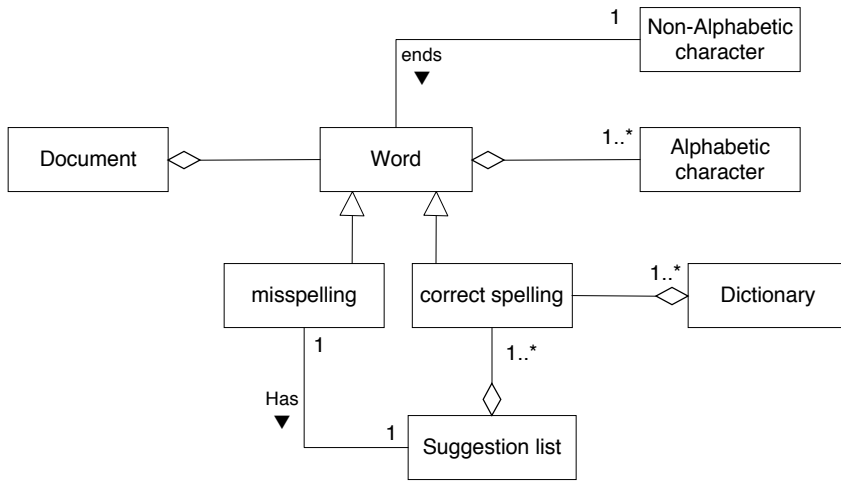 1
Non-Alphabetic
character
ends
▼
Document
Word
1..*
Alphabetic
character
misspelling
correct spelling
1..*
Dictionary
1
1..*
Has
▼
1
Suggestion list